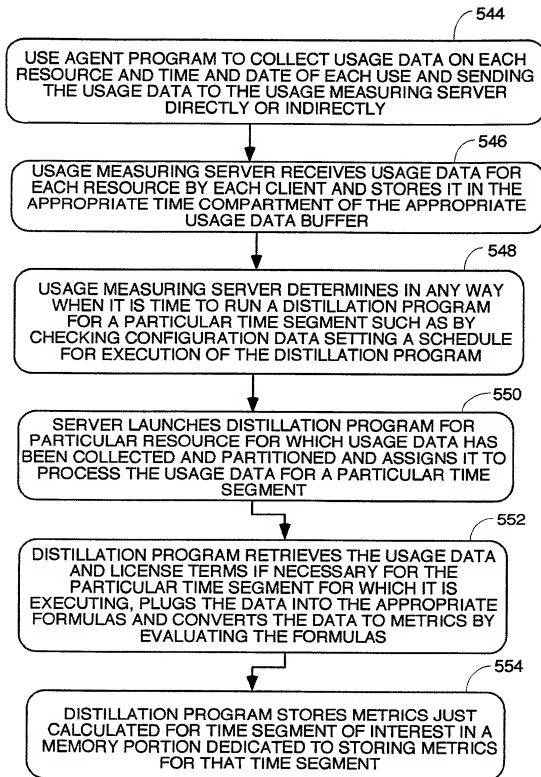 544
USE AGENT PROGRAM TO COLLECT USAGE DATA ON EACH
RESOURCE AND TIME AND DATE OF EACH USE AND SENDING
THE USAGE DATA TO THE USAGE MEASURING SERVER
DIRECTLY OR INDIRECTLY
546
USAGE MEASURING SERVER RECEIVES USAGE DATA FOR
EACH RESOURCE BY EACH CLIENT AND STORES IT IN THE
APPROPRIATE TIME COMPARTMENT OF THE APPROPRIATE
USAGE DATA BUFFER
548
USAGE MEASURING SERVER DETERMINES IN ANY WAY
WHEN IT IS TIME TO RUN A DISTILLATION PROGRAM
FOR A PARTICULAR TIME SEGMENT SUCH AS BY
CHECKING CONFIGURATION DATA SETTING A SCHEDULE
FOR EXECUTION OF THE DISTILLATION PROGRAM
550
SERVER LAUNCHES DISTILLATION PROGRAM FOR
PARTICULAR RESOURCE FOR WHICH USAGE DATA HAS
BEEN COLLECTED AND PARTITIONED AND ASSIGNS IT TO
PROCESS THE USAGE DATA FOR A PARTICULAR TIME
SEGMENT
552
DISTILLATION PROGRAM RETRIEVES THE USAGE DATA
AND LICENSE TERMS IF NECESSARY FOR THE
PARTICULAR TIME SEGMENT FOR WHICH IT IS
EXECUTING, PLUGS THE DATA INTO THE APPROPRIATE
FORMULAS AND CONVERTS THE DATA TO METRICS BY
EVALUATING THE FORMULAS
554
DISTILLATION PROGRAM STORES METRICS JUST
CALCULATED FOR TIME SEGMENT OF INTEREST IN A
MEMORY PORTION DEDICATED TO STORING METRICS
FOR THAT TIME SEGMENT